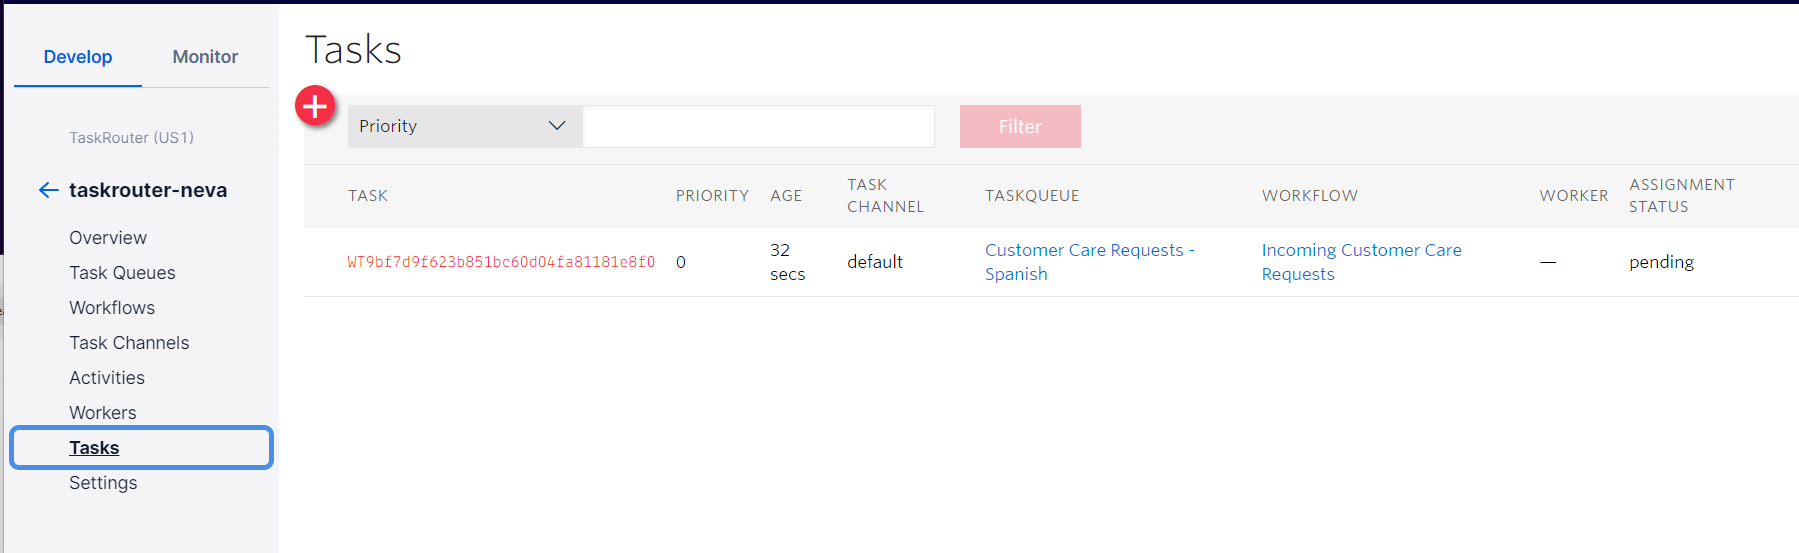 Develop Monitor
TaskRouter (US1)
taskrouter-neva
Overview
Task Queues
Workflows
Task Channels
Activities
Workers
Tasks
Settings
Tasks
Priority
Filter
TASK PRIORITY AGE TASK CHANNEL TASKQUEUE WORKFLOW WORKER ASSIGNMENT STATUS
WT9bf7d9f623b851bc60d04fa81181e8f0 0 32 secs default Customer Care Requests - Spanish Incoming Customer Care Requests — pending